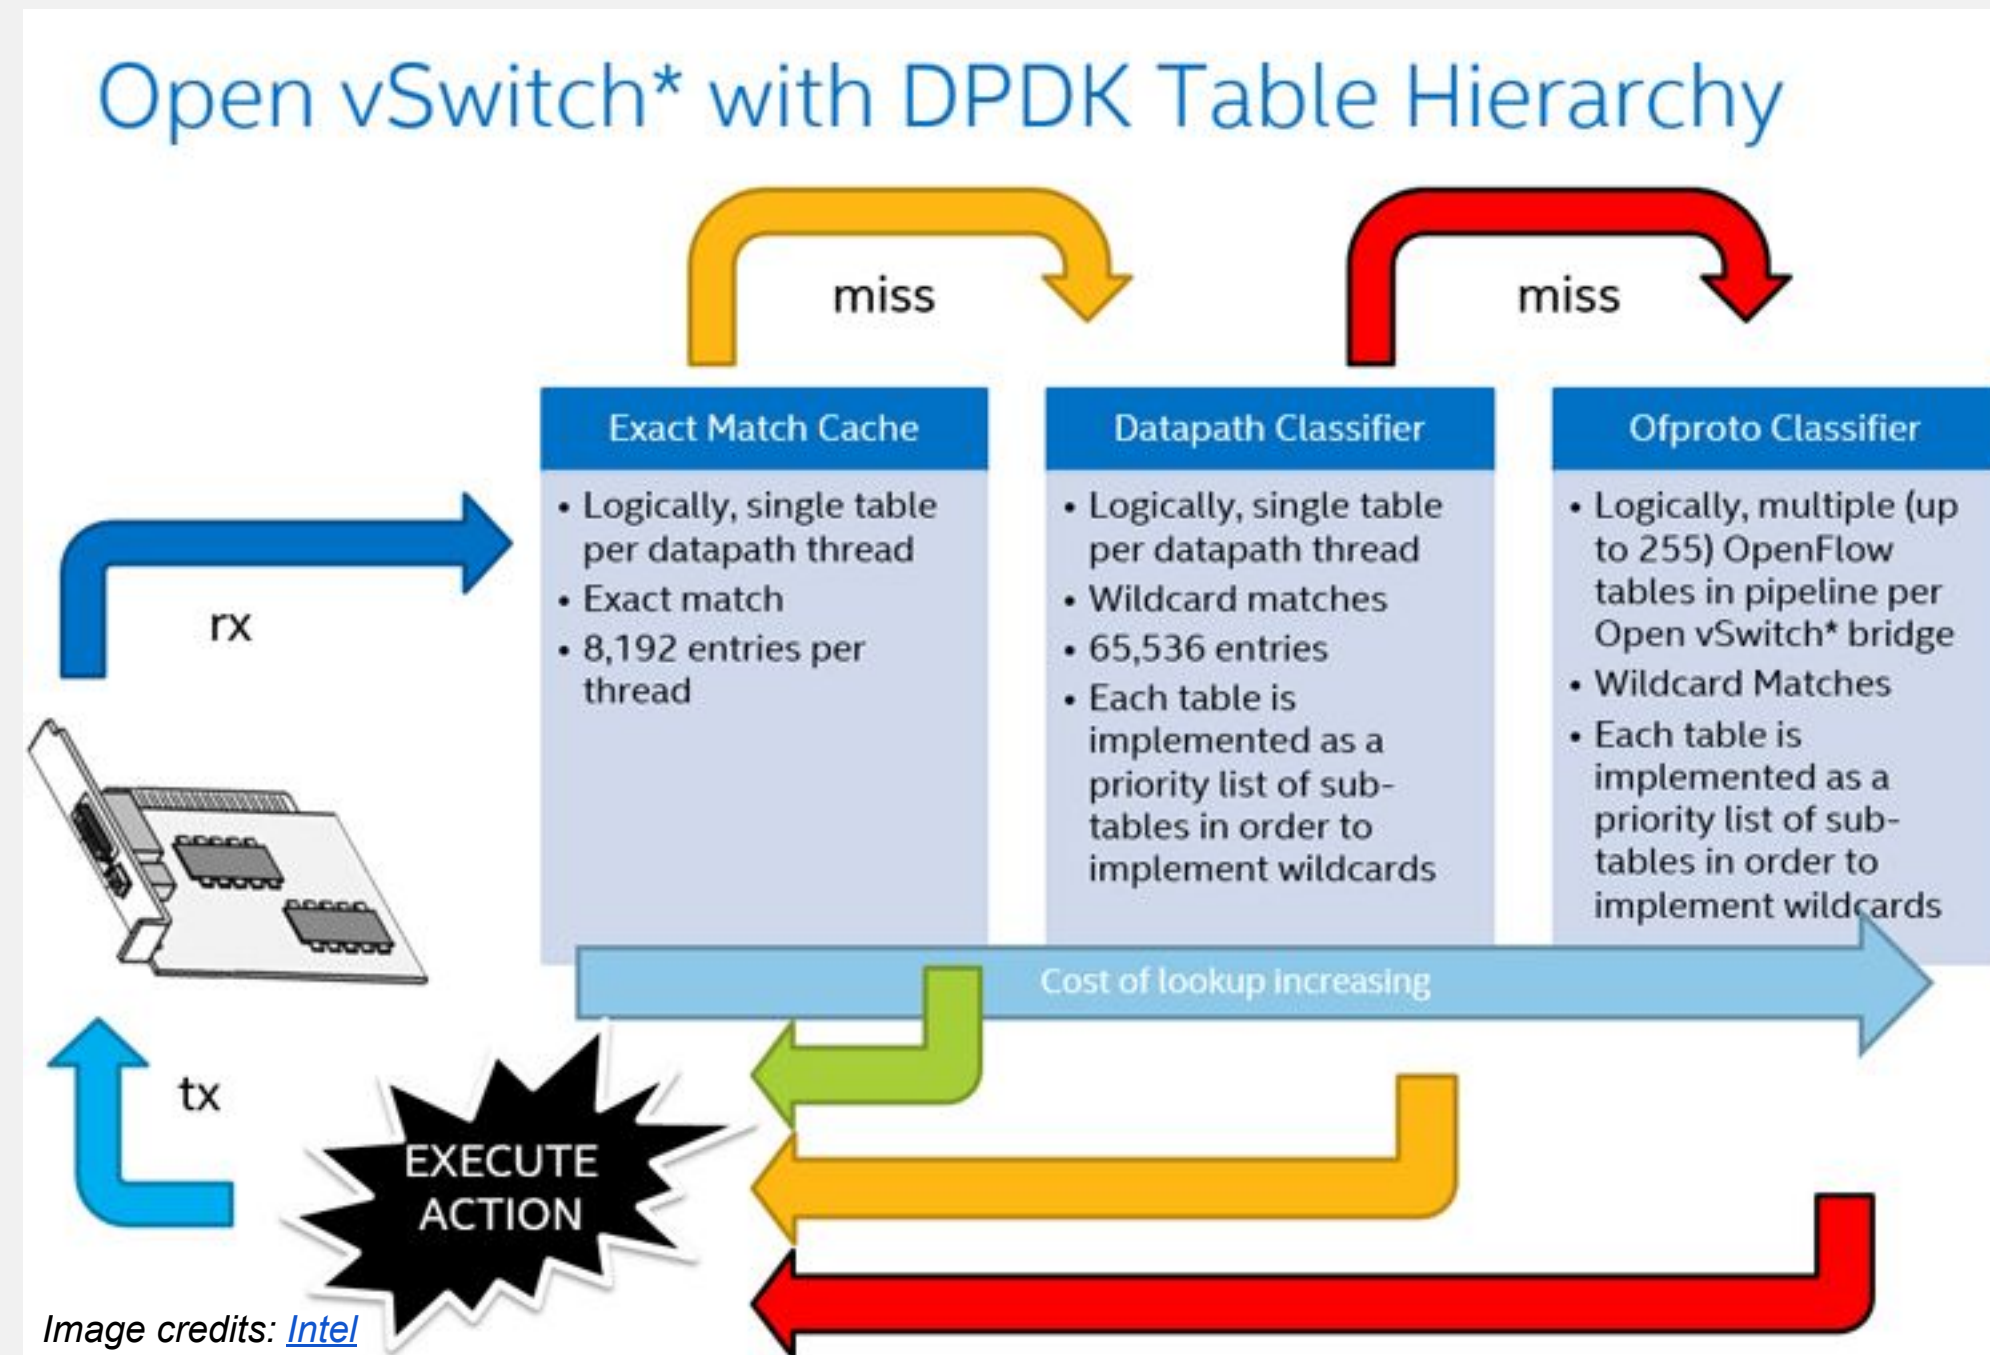 Open vSwitch* with DPDK Table Hierarchy
miss
miss
rx
Exact Match Cache
• Logically, single table
per datapath thread
• Exact match
• 8,192 entries per
thread
Datapath Classifier
• Logically, single table
per datapath thread
• Wildcard matches
• 65,536 entries
• Each table is
implemented as a
priority list of sub-
tables in order to
implement wildcards
Ofproto Classifier
• Logically, multiple (up
to 255) OpenFlow
tables in pipeline per
Open vSwitch* bridge
• Wildcard Matches
• Each table is
implemented as a
priority list of sub-
tables in order to
implement wildcards
Cost of lookup increasing
tx
EXECUTE
ACTION
Image credits: Intel